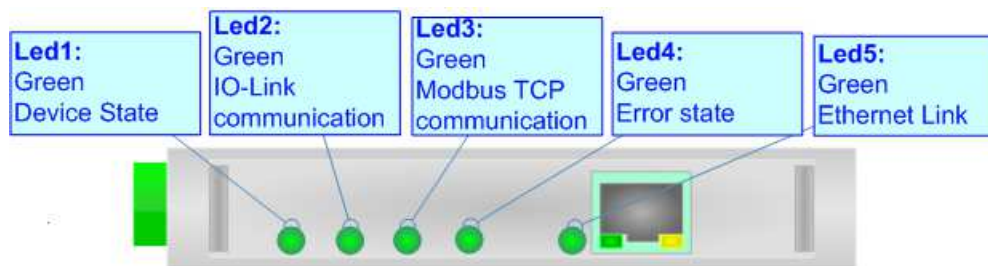 Led1:
Green
Device State
Led2:
Green
IO-Link
communication
Led3:
Green
Modbus TCP
communication
Led4:
Green
Error state
Led5:
Green
Ethernet Link